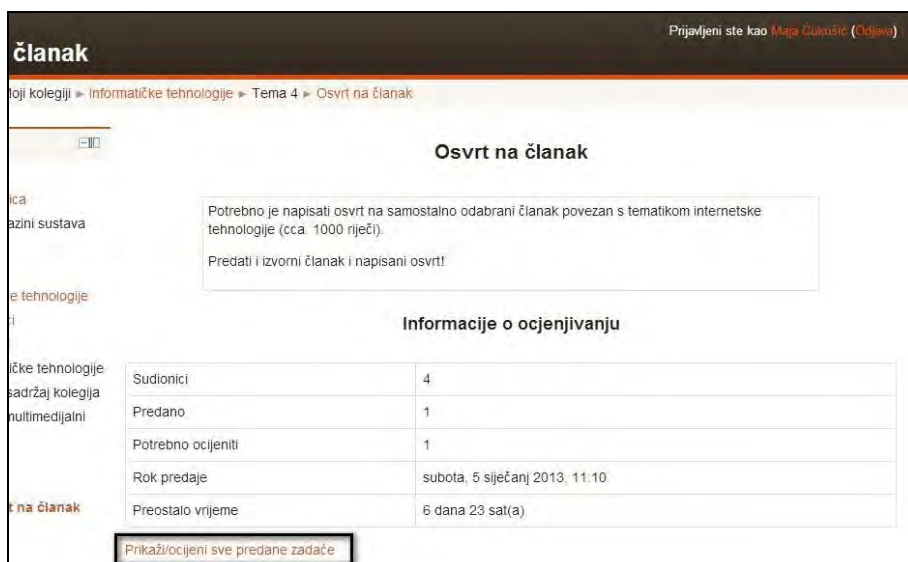 Prijavljeni ste kao Maja Ćukušić (Odjava)
članak
Moji kolegiji ► Informatičke tehnologije ► Tema 4 ► Osvrt na članak
Osvrt na članak
ica
azini sustava
Potrebno je napisati osvrt na samostalno odabrani članak povezan s tematikom internetske
tehnologije (cca. 1000 riječi).
Predati i izvorni članak i napisani osvrt!
e tehnologije
ci
Informacije o ocjenjivanju
ičke tehnologije
sadržaj kolegija
multimedijalni
Sudionici 4
Predano 1
Potrebno ocijeniti 1
Rok predaje subota, 5 siječanj 2013, 11:10
t na članak
Preostalo vrijeme 6 dana 23 sat(a)
Prikaži/ocijeni sve predane zadaće